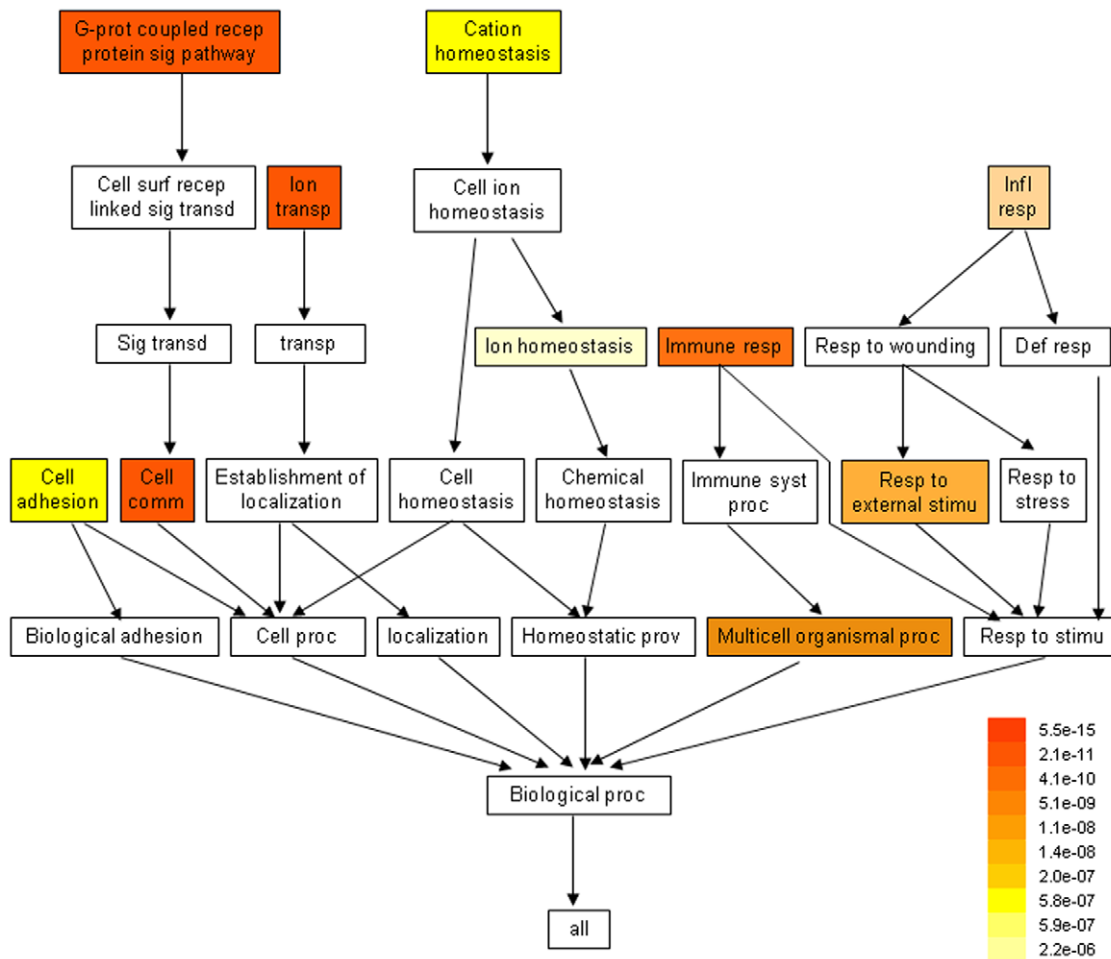 G-prot coupled recep
protein sig pathway
Cation
homeostasis
Cell surf recep
linked sig transd
Ion
transp
Cell ion
homeostasis
Infl
resp
Sig transd
transp
Ion homeostasis
Immune resp
Resp to wounding
Def resp
Cell
adhesion
Cell
comm
Establishment of
localization
Cell
homeostasis
Chemical
homeostasis
Immune syst
proc
Resp to
external stimu
Resp to
stress
Biological adhesion
Cell proc
localization
Homeostatic prov
Multicell organismal proc
Resp to stimu
Biological proc
all
5.5e-15
2.1e-11
4.1e-10
5.1e-09
1.1e-08
1.4e-08
2.0e-07
5.8e-07
5.9e-07
2.2e-06